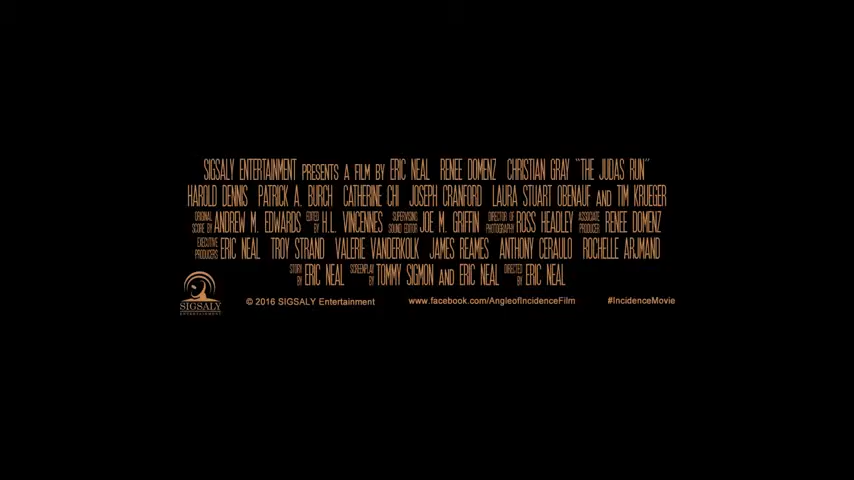 SIGSALY ENTERTAINMENT PRESENTS A FILM BY ERIC NEAL RENEE DOMENZ CHRISTIAN GRAY "THE JUDAS RUN"
HAROLD DENNIS PATRICK A. BURCH CATHERINE CHI JOSEPH CRANFORD LAURA STUART OBENAUF AND TIM KRUEGER
ORIGINAL SCORE BY ANDREW M. EDWARDS EDITED BY H.L. VINCENNES SUPERVISING SOUND EDITOR JOE M. GRIFFIN DIRECTOR OF PHOTOGRAPHY ROSS HEADLEY ASSOCIATE PRODUCER RENEE DOMENZ
EXECUTIVE PRODUCERS ERIC NEAL TROY STRAND VALERIE VANDERKOLK JAMES REAMES ANTHONY CERAULO ROCHELLE ARJMAND
STORY BY ERIC NEAL SCREENPLAY BY TOMMY SIGMON AND ERIC NEAL DIRECTED BY ERIC NEAL
SIGSALY
ENTERTAINMENT
© 2016 SIGSALY Entertainment www.facebook.com/AngleofIncidenceFilm #IncidenceMovie